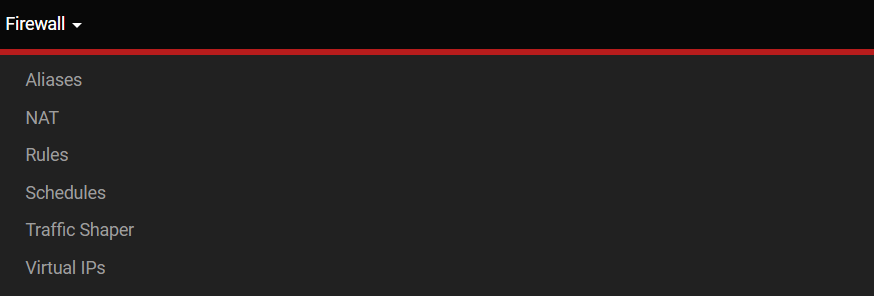 Firewall
Aliases
NAT
Rules
Schedules
Traffic Shaper
Virtual IPs